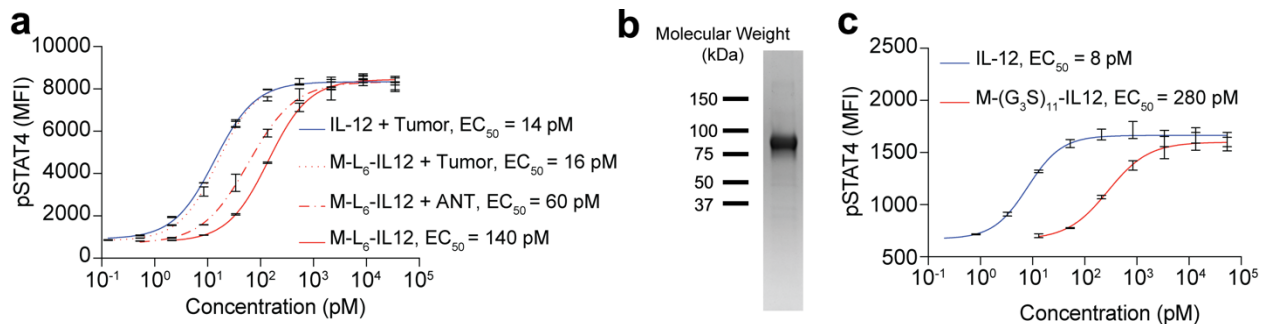 a
pSTAT4 (MFI)
10000
8000
6000
4000
2000
0
IL-12 + Tumor, EC₅₀ = 14 pM
M-L₆-IL12 + Tumor, EC₅₀ = 16 pM
M-L₆-IL12 + ANT, EC₅₀ = 60 pM
M-L₆-IL12, EC₅₀ = 140 pM
10⁻¹ 10⁰ 10¹ 10² 10³ 10⁴ 10⁵
Concentration (pM)
b
Molecular Weight
(kDa)
150
100
75
50
37
c
pSTAT4 (MFI)
2500
2000
1500
1000
500
IL-12, EC₅₀ = 8 pM
M-(G₃S)₁₁-IL12, EC₅₀ = 280 pM
10⁻¹ 10⁰ 10¹ 10² 10³ 10⁴ 10⁵
Concentration (pM)